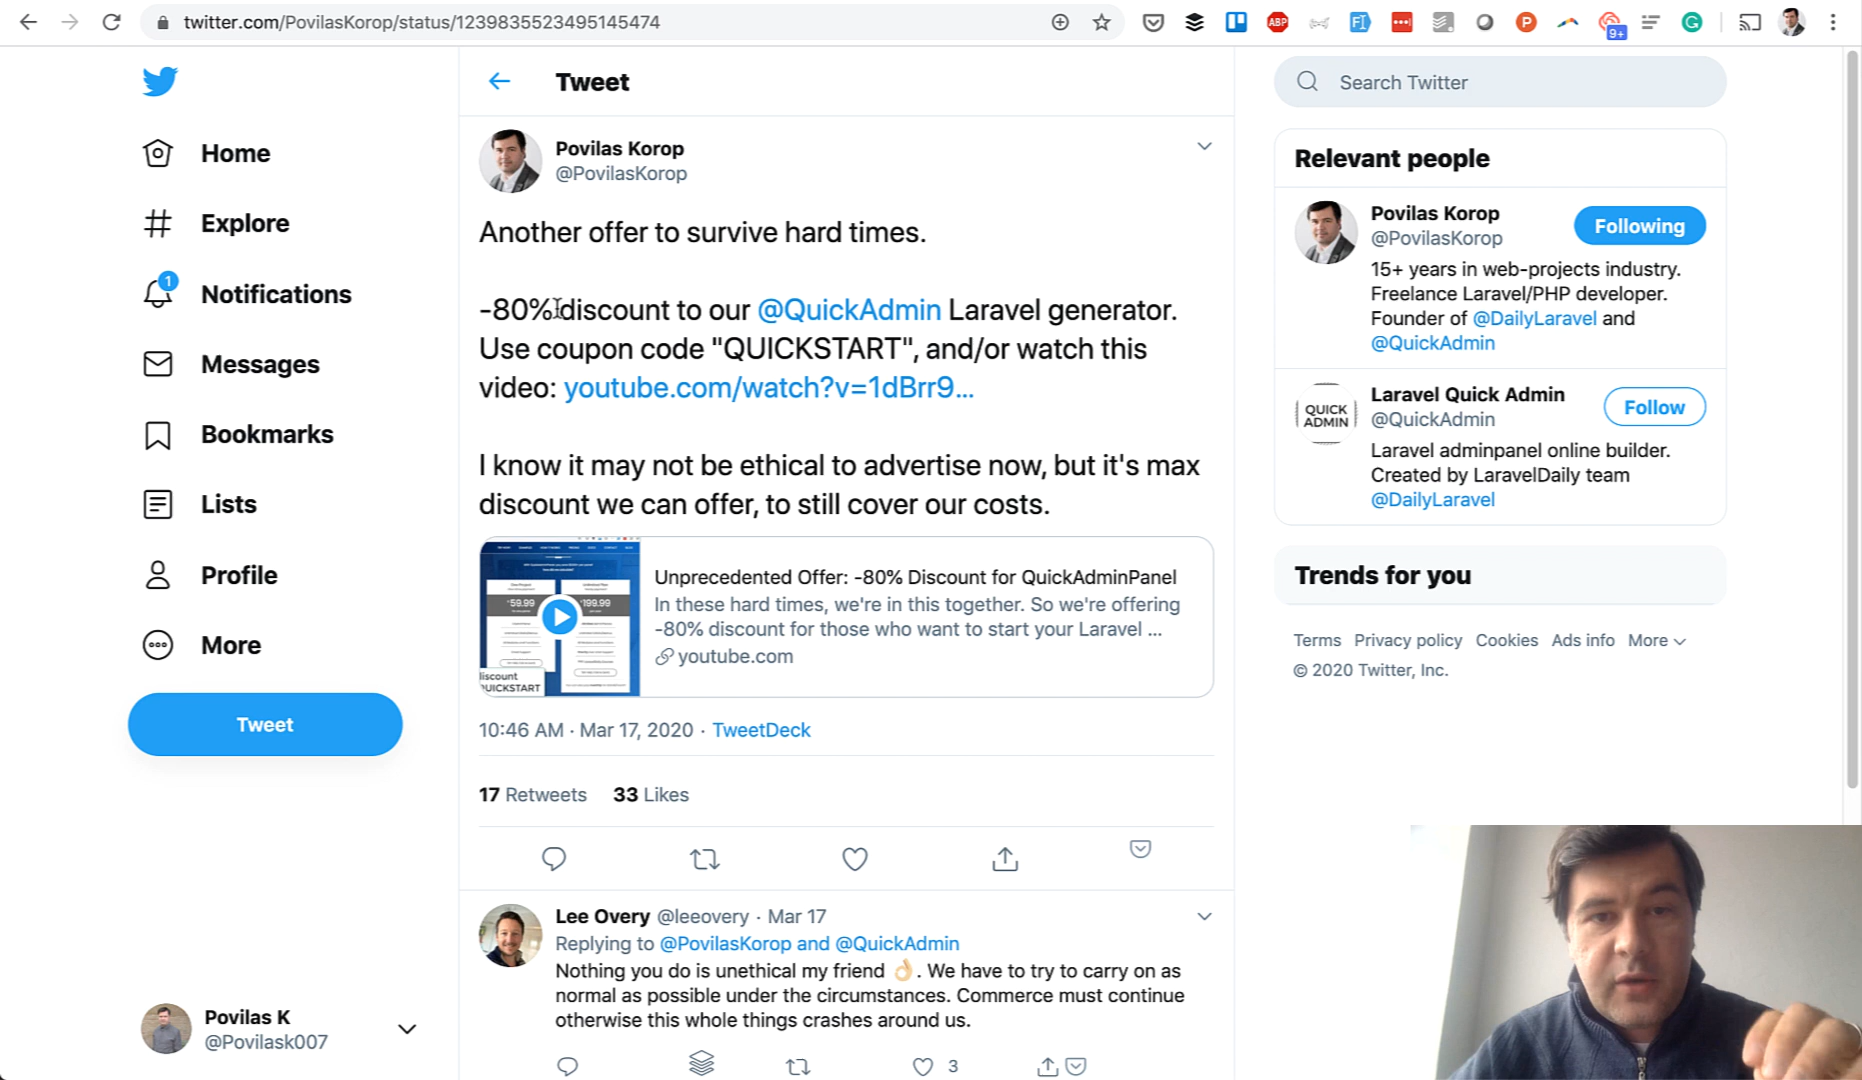 twitter.com/PovilasKorop/status/1239835523495145474
ABP
P
9+
G
Home
Explore
1
Notifications
Messages
Bookmarks
Lists
Profile
More
Tweet
Povilas K
@Povilask007
Tweet
Povilas Korop
@PovilasKorop
Another offer to survive hard times.
-80% discount to our @QuickAdmin Laravel generator.
Use coupon code "QUICKSTART", and/or watch this
video: youtube.com/watch?v=1dBrr9...
I know it may not be ethical to advertise now, but it's max
discount we can offer, to still cover our costs.
59.99
199.99
iscount
UICKSTART
Unprecedented Offer: -80% Discount for QuickAdminPanel
In these hard times, we're in this together. So we're offering
-80% discount for those who want to start your Laravel ...
youtube.com
10:46 AM · Mar 17, 2020 · TweetDeck
17 Retweets 33 Likes
Lee Overy @leeovery · Mar 17
Replying to @PovilasKorop and @QuickAdmin
Nothing you do is unethical my friend 👌🏻. We have to try to carry on as
normal as possible under the circumstances. Commerce must continue
otherwise this whole things crashes around us.
3
Search Twitter
Relevant people
Povilas Korop
@PovilasKorop
Following
15+ years in web-projects industry.
Freelance Laravel/PHP developer.
Founder of @DailyLaravel and
@QuickAdmin
QUICK
ADMIN
Laravel Quick Admin
@QuickAdmin
Follow
Laravel adminpanel online builder.
Created by LaravelDaily team
@DailyLaravel
Trends for you
Terms Privacy policy Cookies Ads info More
© 2020 Twitter, Inc.